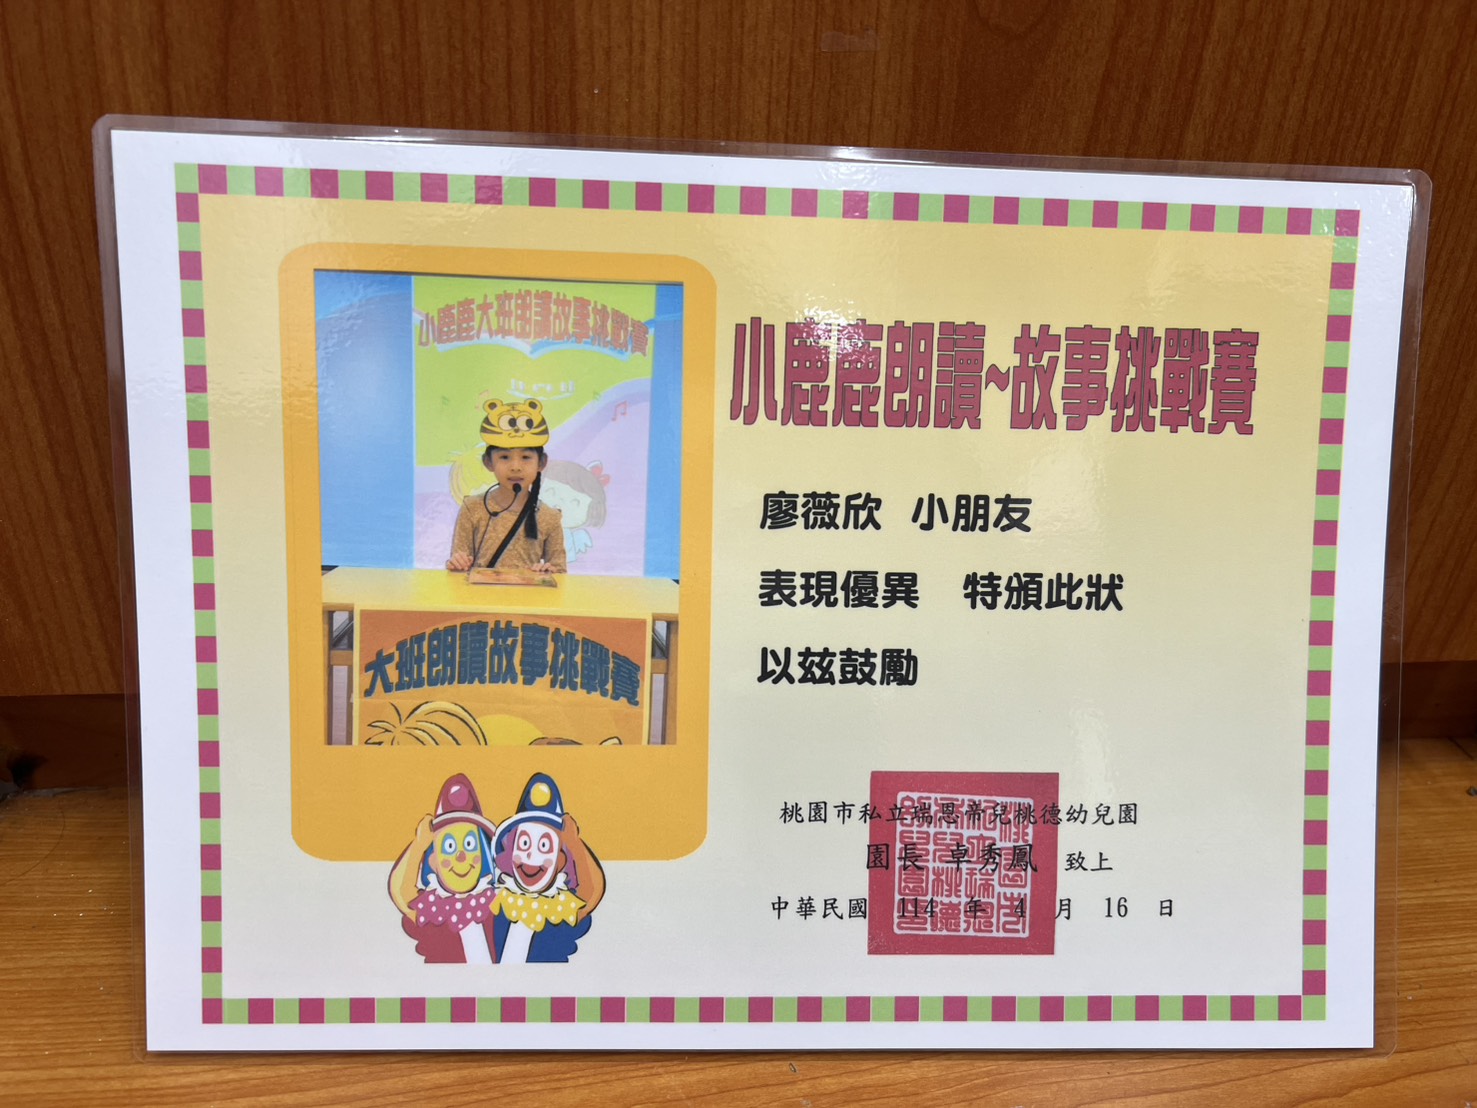 小鹿鹿大班朗讀故事挑戰賽
大班朗讀故事挑戰賽
小鹿鹿朗讀~故事挑戰賽
廖薇欣 小朋友
表現優異 特頒此狀
以茲鼓勵
桃園市私立瑞思帝兒桃德幼兒園
園長 卓秀鳳 致上
中華民國 114 年 4 月 16 日